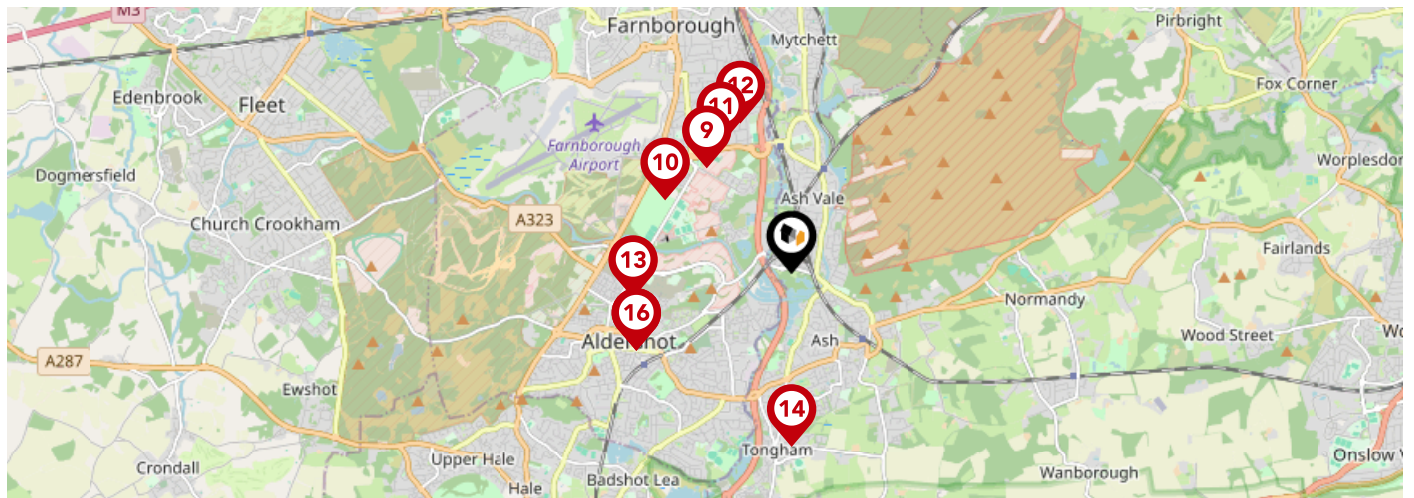 M3
Farnborough
Pirbright
Mytchett
Fox Corner
Edenbrook
Fleet
12
11
9
Farnborough
Airport
10
Dogmersfield
Ash Vale
A323
Church Crookham
Fairlands
13
Normandy
16
Wood Street
Ash
A287
Ewshot
14
Tongham
Upper Hale
Onslow V
Crondall
Wanborough
Badshot Lea
Hale